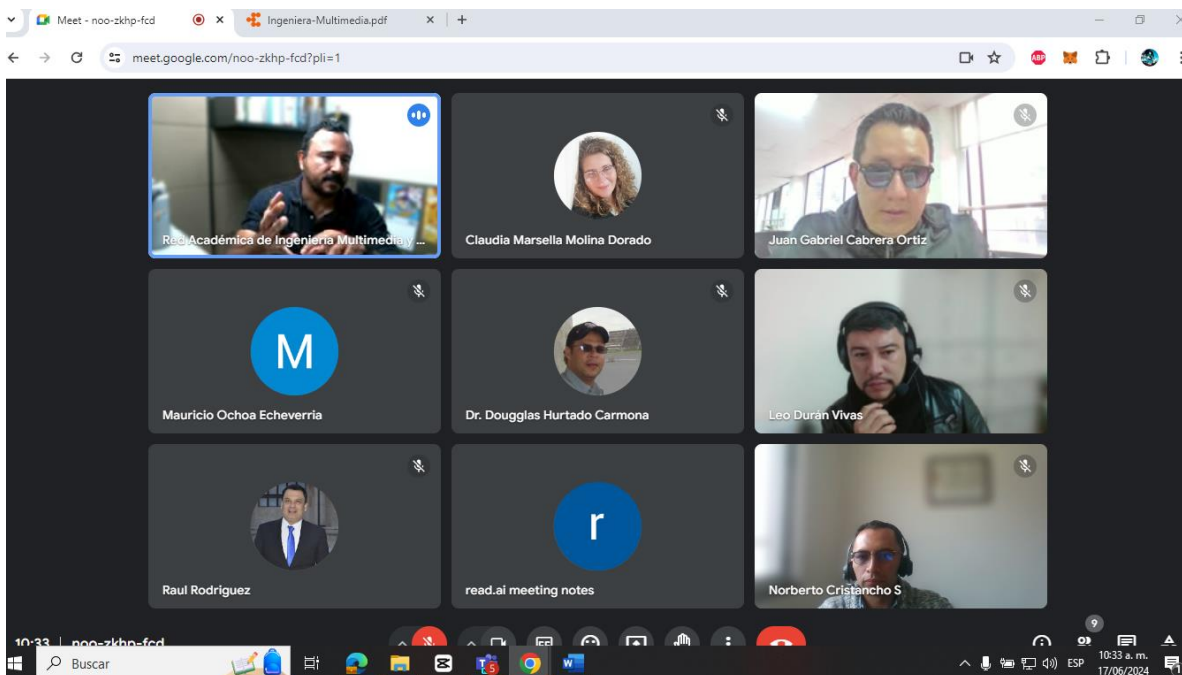 Meet - noo-zkhp-fcd
Ingeniera-Multimedia.pdf
meet.google.com/noo-zkhp-fcd?pli=1
ABP
Red Académica de Ingeniería Multimedia y ...
Claudia Marsella Molina Dorado
Juan Gabriel Cabrera Ortiz
M
Mauricio Ochoa Echeverria
Dr. Dougglas Hurtado Carmona
Leo Durán Vivas
Raul Rodriguez
r
read.ai meeting notes
Norberto Cristancho S
9
10:33 | noo-zkhp-fcd
Buscar
ESP
10:33 a. m.
17/06/2024